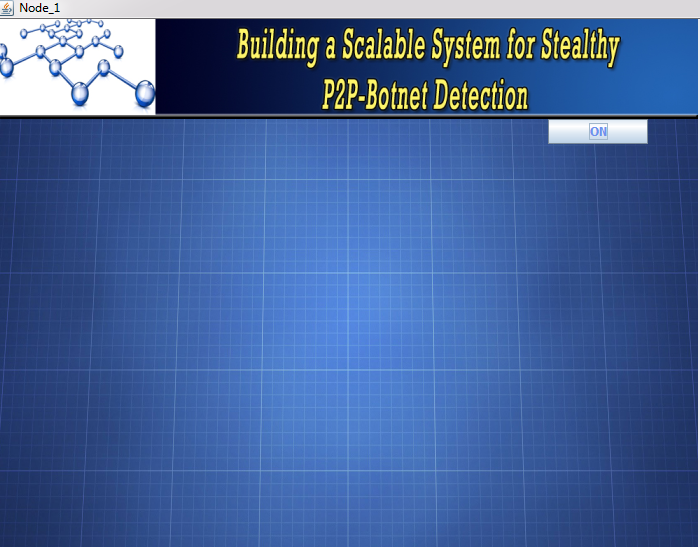 Node_1
Building a Scalable System for Stealthy
P2P-Botnet Detection
ON